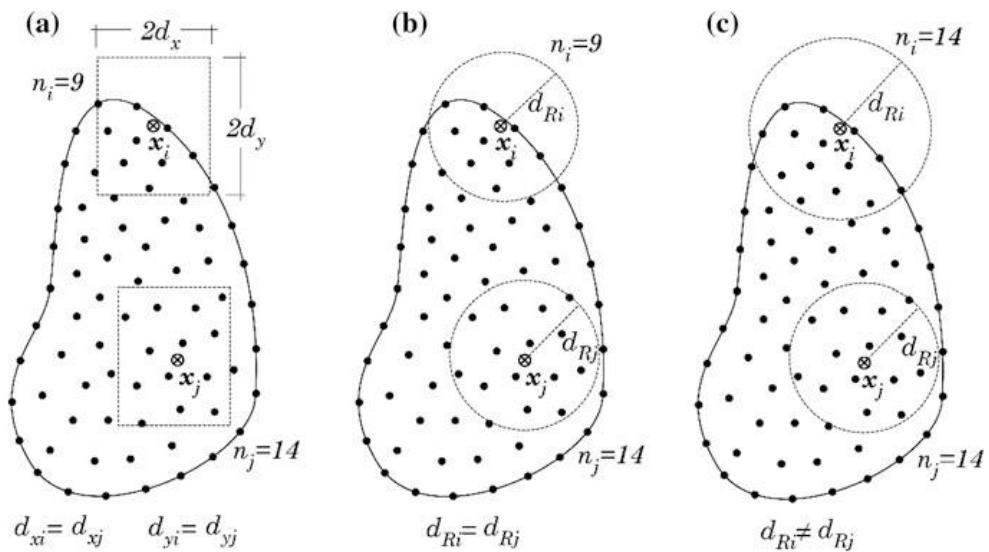 (a)
2d_x
n_i=9
2d_y
x_i
x_j
n_j=14
d_xi = d_xj
d_yi = d_yj
(b)
n_i=9
d_Ri
x_i
d_Rj
x_j
n_j=14
d_Ri = d_Rj
(c)
n_i=14
d_Ri
x_i
d_Rj
x_j
n_j=14
d_Ri ≠ d_Rj